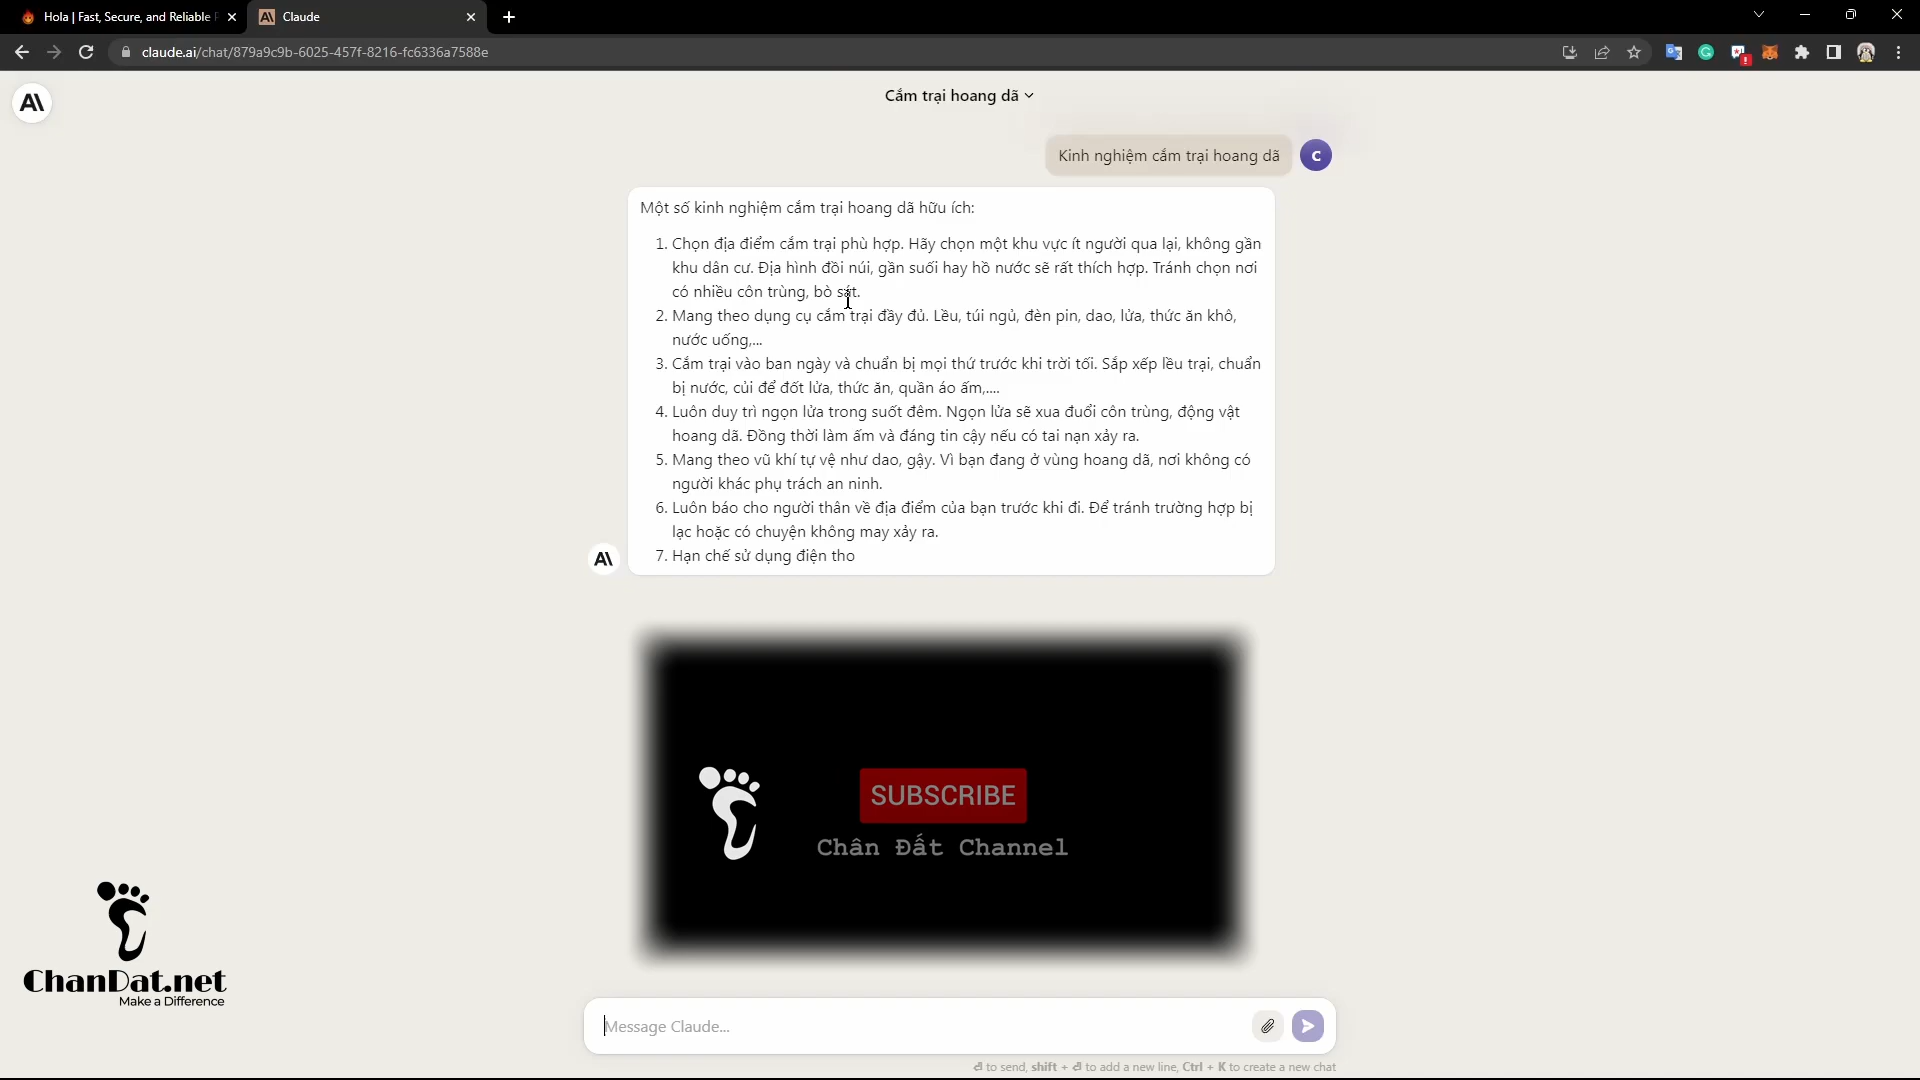 Hola | Fast, Secure, and Reliable
Claude
claude.ai/chat/879a9c9b-6025-457f-8216-fc6336a7588e
Cắm trại hoang dã
Kinh nghiệm cắm trại hoang dã
C
Một số kinh nghiệm cắm trại hoang dã hữu ích:
1. Chọn địa điểm cắm trại phù hợp. Hãy chọn một khu vực ít người qua lại, không gần
khu dân cư. Địa hình đồi núi, gần suối hay hồ nước sẽ rất thích hợp. Tránh chọn nơi
có nhiều côn trùng, bò sát.
2. Mang theo dụng cụ cắm trại đầy đủ. Lều, túi ngủ, đèn pin, dao, lửa, thức ăn khô,
nước uống,...
3. Cắm trại vào ban ngày và chuẩn bị mọi thứ trước khi trời tối. Sắp xếp lều trại, chuẩn
bị nước, củi để đốt lửa, thức ăn, quần áo ấm,....
4. Luôn duy trì ngọn lửa trong suốt đêm. Ngọn lửa sẽ xua đuổi côn trùng, động vật
hoang dã. Đồng thời làm ấm và đáng tin cậy nếu có tai nạn xảy ra.
5. Mang theo vũ khí tự vệ như dao, gậy. Vì bạn đang ở vùng hoang dã, nơi không có
người khác phụ trách an ninh.
6. Luôn báo cho người thân về địa điểm của bạn trước khi đi. Để tránh trường hợp bị
lạc hoặc có chuyện không may xảy ra.
7. Hạn chế sử dụng điện tho
SUBSCRIBE
Chân Đất Channel
ChanDat.net
Make a Difference
Message Claude...
⏎ to send, shift + ⏎ to add a new line, Ctrl + K to create a new chat